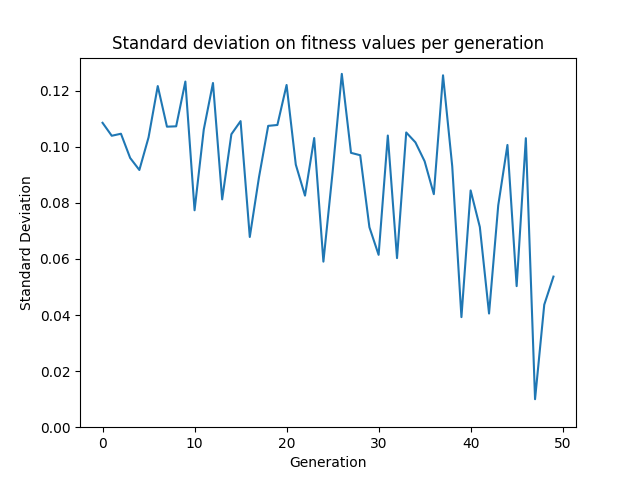 Standard deviation on fitness values per generation
0.12
0.10
0.08
0.06
0.04
0.02
0.00
Standard Deviation
0 10 20 30 40 50
Generation